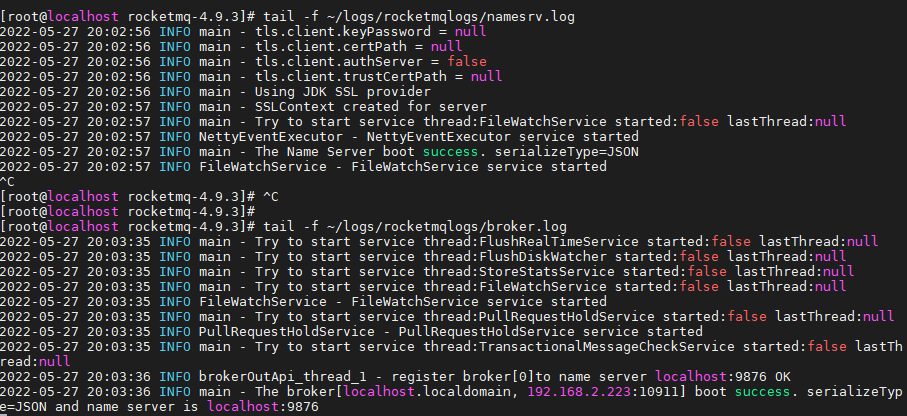 [root@localhost rocketmq-4.9.3]# tail -f ~/logs/rocketmqlogs/namesrv.log
2022-05-27 20:02:56 INFO main - tls.client.keyPassword = null
2022-05-27 20:02:56 INFO main - tls.client.certPath = null
2022-05-27 20:02:56 INFO main - tls.client.authServer = false
2022-05-27 20:02:56 INFO main - tls.client.trustCertPath = null
2022-05-27 20:02:56 INFO main - Using JDK SSL provider
2022-05-27 20:02:57 INFO main - SSLContext created for server
2022-05-27 20:02:57 INFO main - Try to start service thread:FileWatchService started:false lastThread:null
2022-05-27 20:02:57 INFO NettyEventExecutor - NettyEventExecutor service started
2022-05-27 20:02:57 INFO main - The Name Server boot success. serializeType=JSON
2022-05-27 20:02:57 INFO FileWatchService - FileWatchService service started
^C
[root@localhost rocketmq-4.9.3]# ^C
[root@localhost rocketmq-4.9.3]#
[root@localhost rocketmq-4.9.3]# tail -f ~/logs/rocketmqlogs/broker.log
2022-05-27 20:03:35 INFO main - Try to start service thread:FlushRealTimeService started:false lastThread:null
2022-05-27 20:03:35 INFO main - Try to start service thread:FlushDiskWatcher started:false lastThread:null
2022-05-27 20:03:35 INFO main - Try to start service thread:StoreStatsService started:false lastThread:null
2022-05-27 20:03:35 INFO main - Try to start service thread:FileWatchService started:false lastThread:null
2022-05-27 20:03:35 INFO FileWatchService - FileWatchService service started
2022-05-27 20:03:35 INFO main - Try to start service thread:PullRequestHoldService started:false lastThread:null
2022-05-27 20:03:35 INFO PullRequestHoldService - PullRequestHoldService service started
2022-05-27 20:03:35 INFO main - Try to start service thread:TransactionalMessageCheckService started:false lastTh
read:null
2022-05-27 20:03:36 INFO brokerOutApi_thread_1 - register broker[0]to name server localhost:9876 OK
2022-05-27 20:03:36 INFO main - The broker[localhost.localdomain, 192.168.2.223:10911] boot success. serializeTyp
e=JSON and name server is localhost:9876